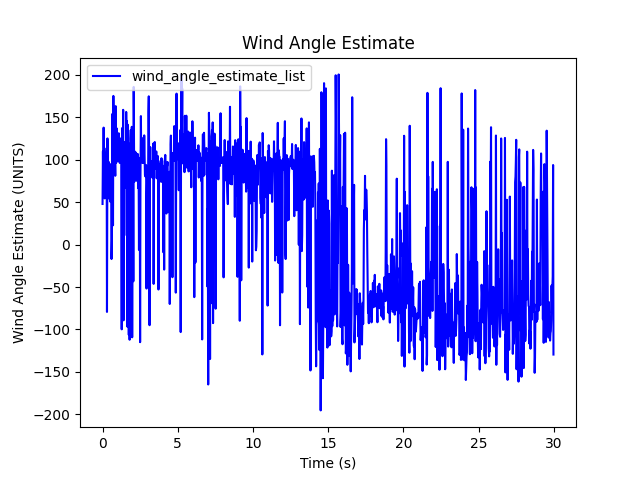 Wind Angle Estimate
wind_angle_estimate_list
Wind Angle Estimate (UNITS)
200
150
100
50
0
−50
−100
−150
−200
0 5 10 15 20 25 30
Time (s)